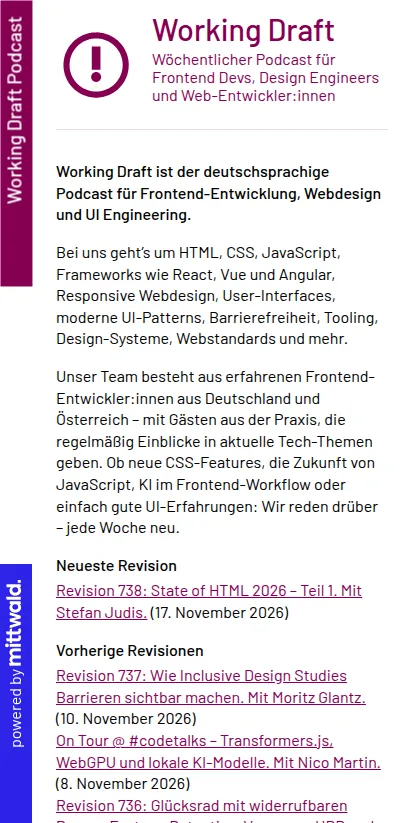 Working Draft Podcast
Working Draft
Wöchentlicher Podcast für
Frontend Devs, Design Engineers
und Web-Entwickler:innen
Working Draft ist der deutschsprachige
Podcast für Frontend-Entwicklung, Webdesign
und UI Engineering.
Bei uns geht’s um HTML, CSS, JavaScript,
Frameworks wie React, Vue und Angular,
Responsive Webdesign, User-Interfaces,
moderne UI-Patterns, Barrierefreiheit, Tooling,
Design-Systeme, Webstandards und mehr.
Unser Team besteht aus erfahrenen Frontend-
Entwickler:innen aus Deutschland und
Österreich – mit Gästen aus der Praxis, die
regelmäßig Einblicke in aktuelle Tech-Themen
geben. Ob neue CSS-Features, die Zukunft von
JavaScript, KI im Frontend-Workflow oder
einfach gute UI-Erfahrungen: Wir reden drüber
– jede Woche neu.
Neueste Revision
Revision 738: State of HTML 2026 – Teil 1. Mit
Stefan Judis. (17. November 2026)
Vorherige Revisionen
Revision 737: Wie Inclusive Design Studies
Barrieren sichtbar machen. Mit Moritz Glantz.
(10. November 2026)
On Tour @ #codetalks – Transformers.js,
WebGPU und lokale KI-Modelle. Mit Nico Martin.
(8. November 2026)
Revision 736: Glücksrad mit widerrufbaren
powered by mittwald.